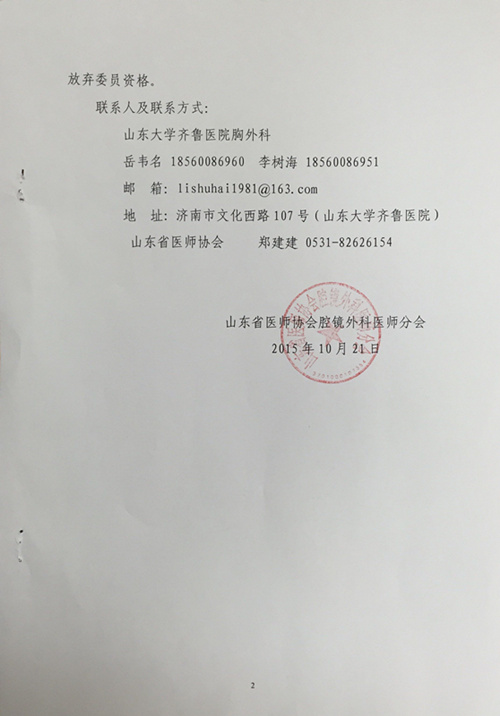 放弃委员资格。
联系人及联系方式：
山东大学齐鲁医院胸外科
岳韦名 18560086960 李树海 18560086951
邮 箱：lishuhai1981@163.com
地 址：济南市文化西路107号（山东大学齐鲁医院）
山东省医师协会 郑建建 0531-82626154
山东省医师协会腔镜外科医师分会
2015年10月21日
2